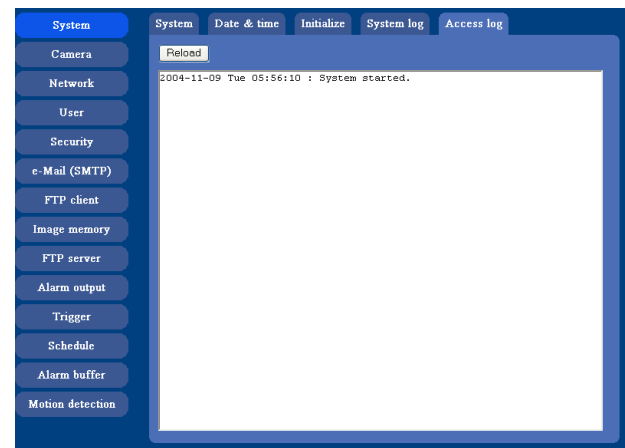 System
Camera
Network
User
Security
e-Mail (SMTP)
FTP client
Image memory
FTP server
Alarm output
Trigger
Schedule
Alarm buffer
Motion detection
System Date & time Initialize System log Access log
Reload
2004-11-09 Tue 05:56:10 : System started.